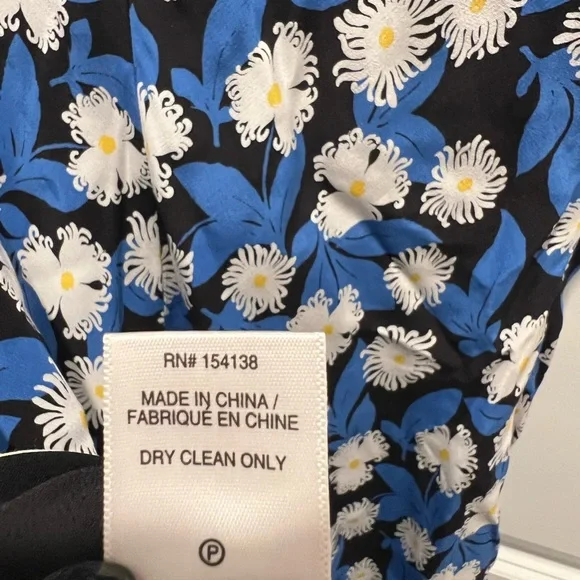 RN# 154138
MADE IN CHINA /
FABRIQUÉ EN CHINE
DRY CLEAN ONLY
P